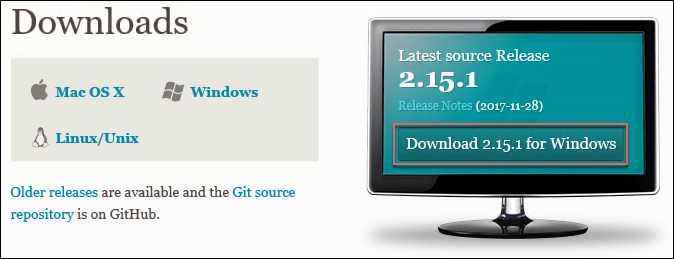 Downloads
Mac OS X
Windows
Linux/Unix
Older releases are available and the Git source
repository is on GitHub.
Latest source Release
2.15.1
Release Notes (2017-11-28)
Download 2.15.1 for Windows